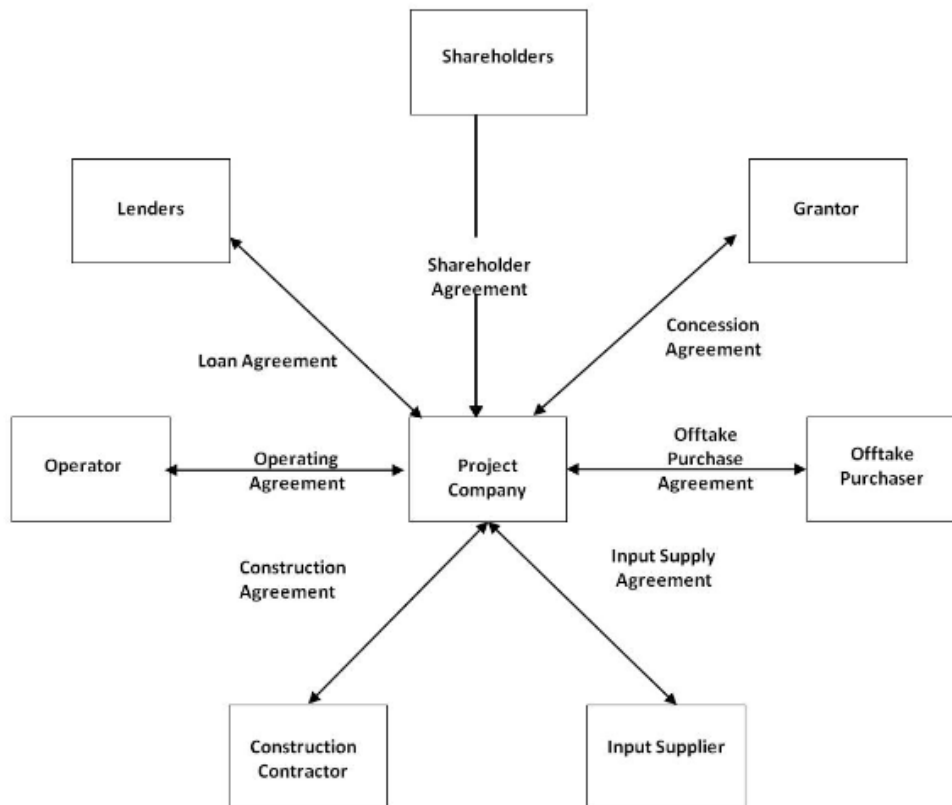 Shareholders
Lenders
Grantor
Shareholder
Agreement
Concession
Agreement
Loan Agreement
Operator
Operating
Agreement
Project
Company
Offtake
Purchase
Agreement
Offtake
Purchaser
Construction
Agreement
Input Supply
Agreement
Construction
Contractor
Input Supplier